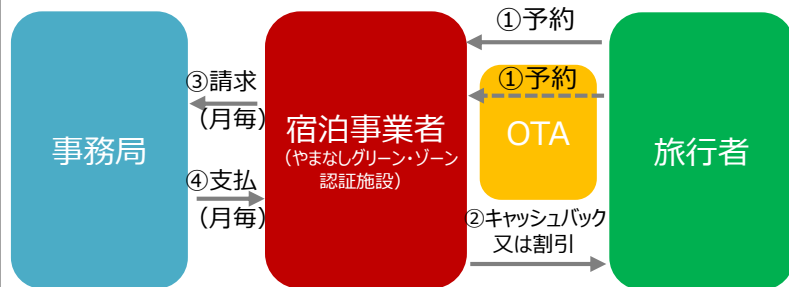 事務局
③請求
（月毎）
④支払
（月毎）
宿泊事業者
（やまなしグリーン・ゾーン
認証施設）
①予約
①予約
OTA
②キャッシュバック
又は割引
旅行者